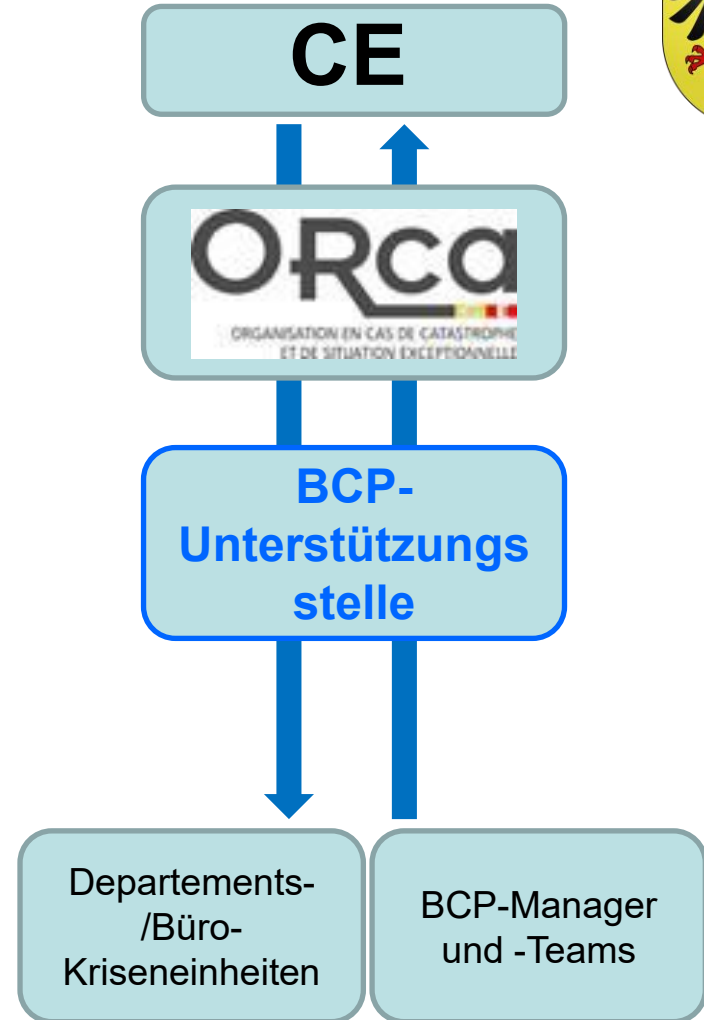 CE
ORca
ORGANISATION EN CAS DE CATASTROPHE
ET DE SITUATION EXCEPTIONNELLE
BCP-
Unterstützungs
stelle
Departements-
/Büro-
Kriseneinheiten
BCP-Manager
und -Teams